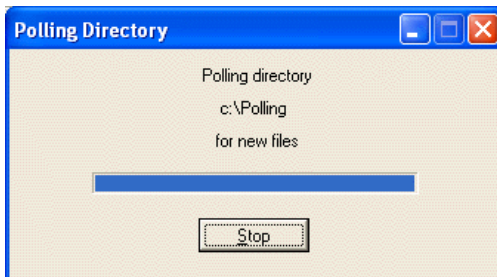 Polling Directory
Polling directory
c:\Polling
for new files
Stop